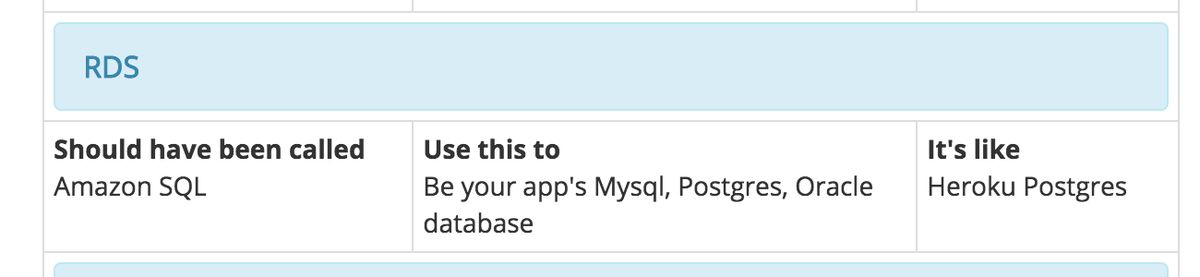 RDS
Should have been called
Amazon SQL
Use this to
Be your app's Mysql, Postgres, Oracle
database
It's like
Heroku Postgres